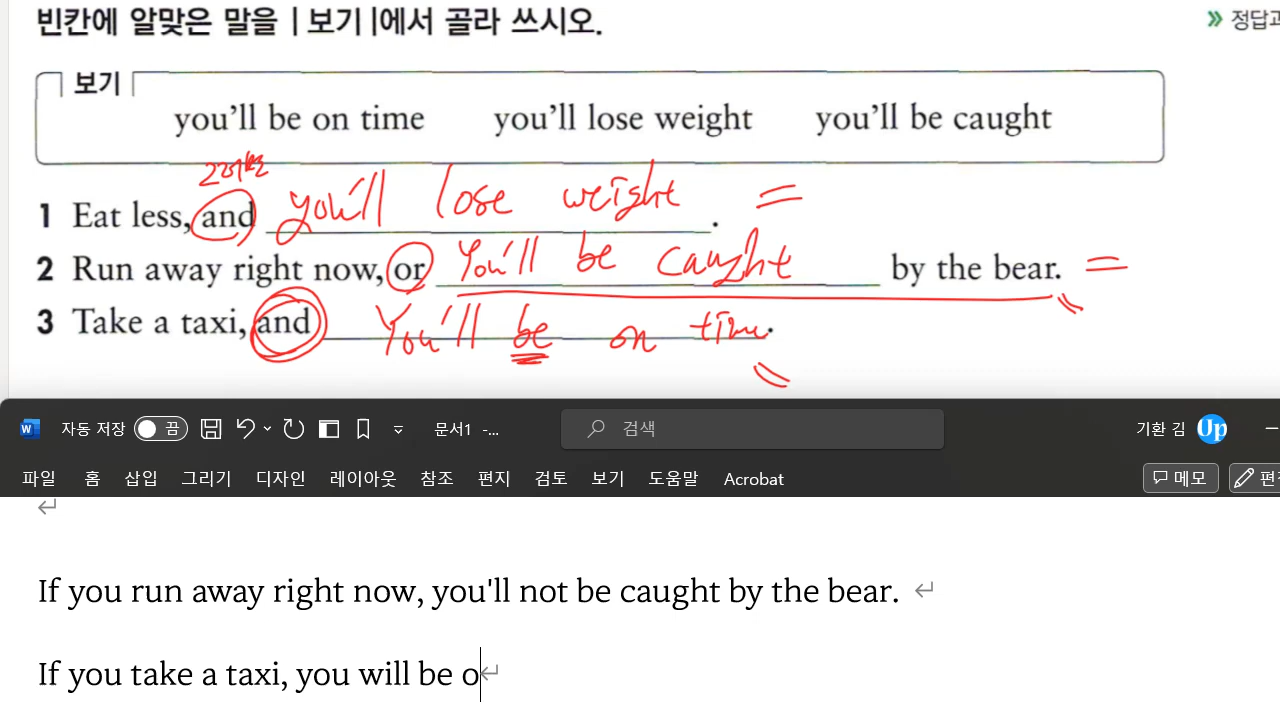 빈칸에 알맞은 말을 | 보기 |에서 골라 쓰시오.
» 정답과
보기
you'll be on time you'll lose weight you'll be caught
그러면
1 Eat less, and you'll lose weight .
2 Run away right now, or you'll be caught by the bear.
3 Take a taxi, and You'll be on time.
자동 저장 끔 문서1 -... 검색 기환 김 Up
파일 홈 삽입 그리기 디자인 레이아웃 참조 편지 검토 보기 도움말 Acrobat 메모 편집
If you run away right now, you'll not be caught by the bear.
If you take a taxi, you will be o